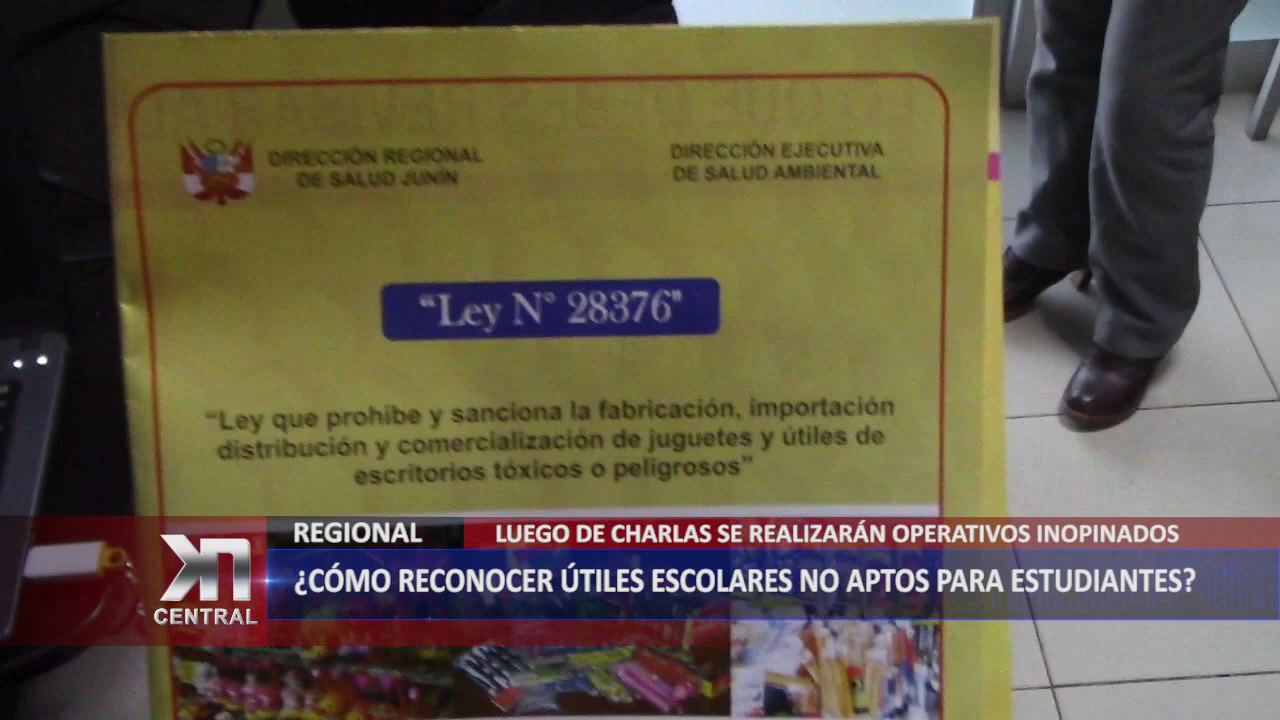 DIRECCIÓN REGIONAL
DE SALUD JUNÍN
DIRECCIÓN EJECUTIVA
DE SALUD AMBIENTAL
“Ley N° 28376"
“Ley que prohibe y sanciona la fabricación, importación
distribución y comercialización de juguetes y útiles de
escritorios tóxicos o peligrosos”
REGIONAL
LUEGO DE CHARLAS SE REALIZARÁN OPERATIVOS INOPINADOS
¿CÓMO RECONOCER ÚTILES ESCOLARES NO APTOS PARA ESTUDIANTES?
CENTRAL